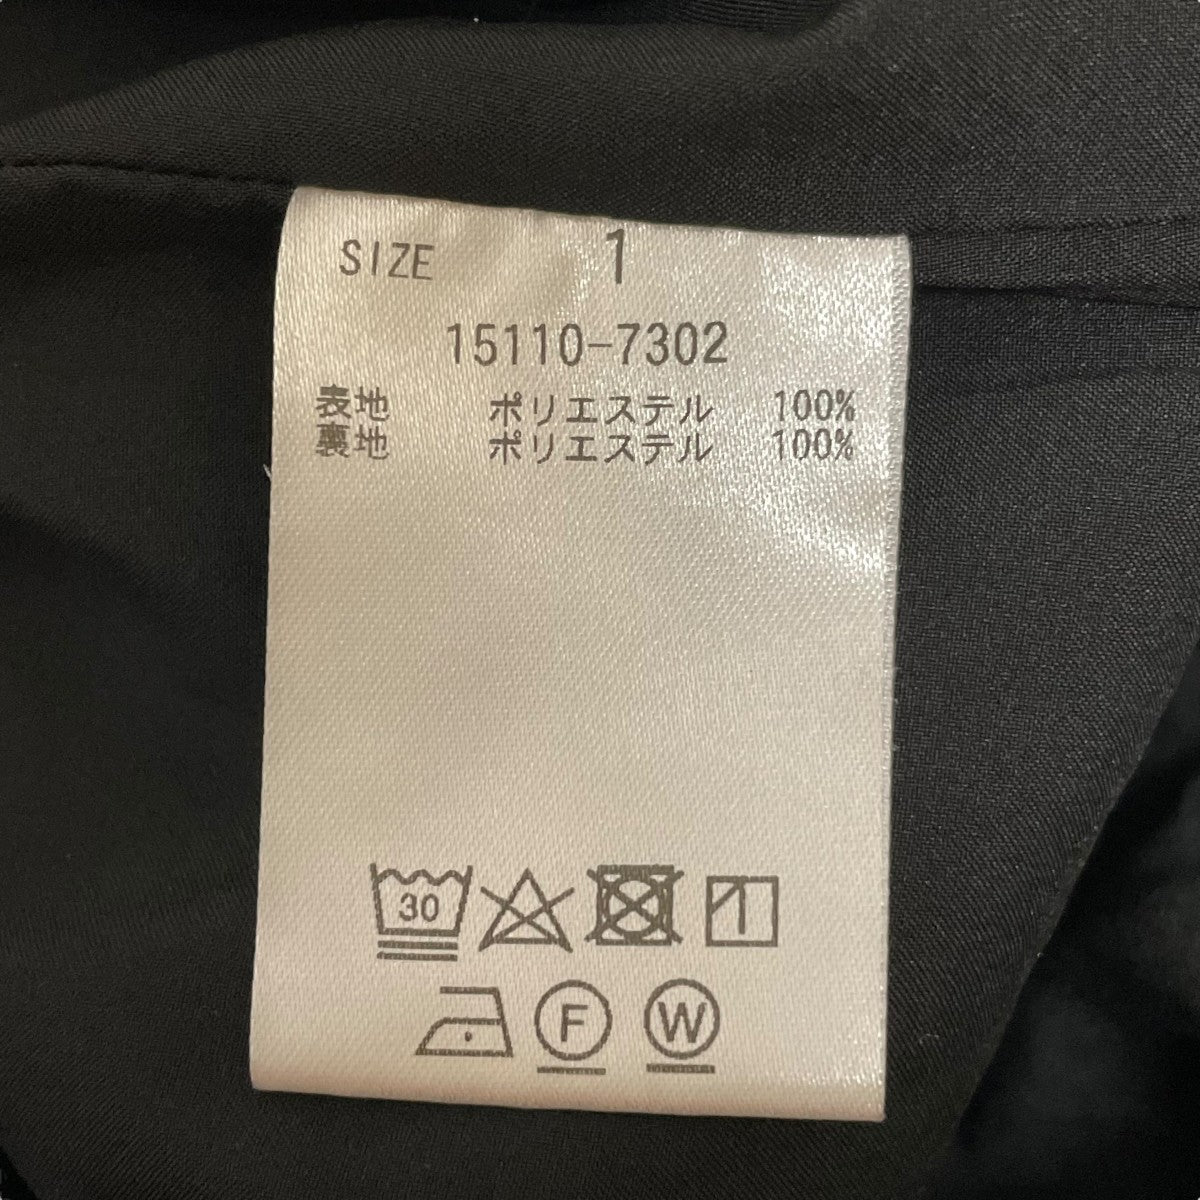 SIZE 1
15110-7302
表地 ポリエステル 100%
裏地 ポリエステル 100%
30
F W